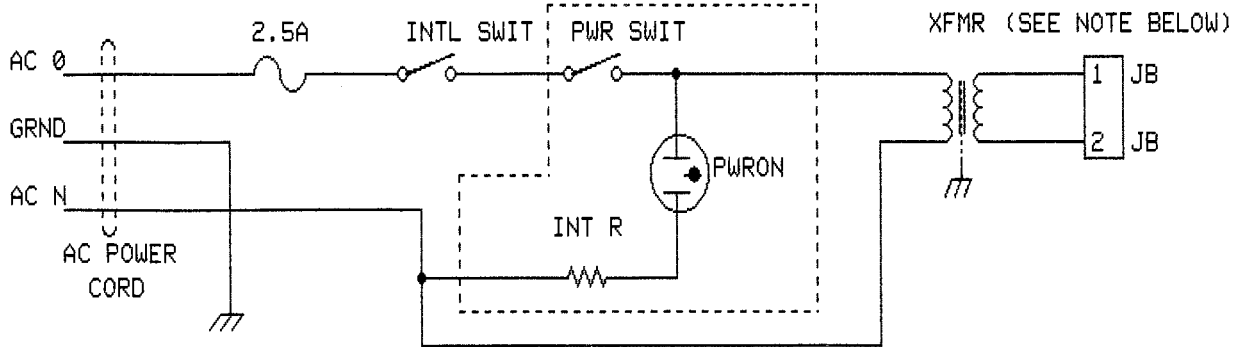 2.5A
INTL SWIT
PWR SWIT
XFMR (SEE NOTE BELOW)
AC Ø
1 JB
GRND
2 JB
PWRON
AC N
INT R
AC POWER
CORD